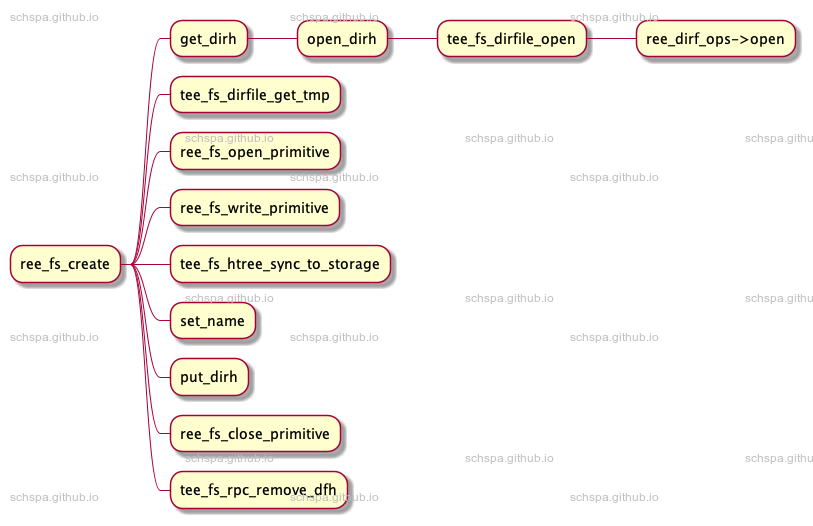 schspa.github.io schspa.github.io schspa.github.io
get_dirh open_dirh tee_fs_dirfile_open ree_dirf_ops->open
tee_fs_dirfile_get_tmp
schspa.github.io schspa.github.io schspa.githu
ree_fs_open_primitive
schspa.github.io schspa.github.io schspa.github.io
ree_fs_write_primitive
ree_fs_create tee_fs_htree_sync_to_storage
schspa.github.io schspa.github.io schspa.githu
set_name
schspa.github.io schspa.github.io schspa.github.io
put_dirh
ree_fs_close_primitive
schspa.github.io schspa.github.io schspa.githu
tee_fs_rpc_remove_dfh
schspa.github.io schspa.github.io schspa.github.io